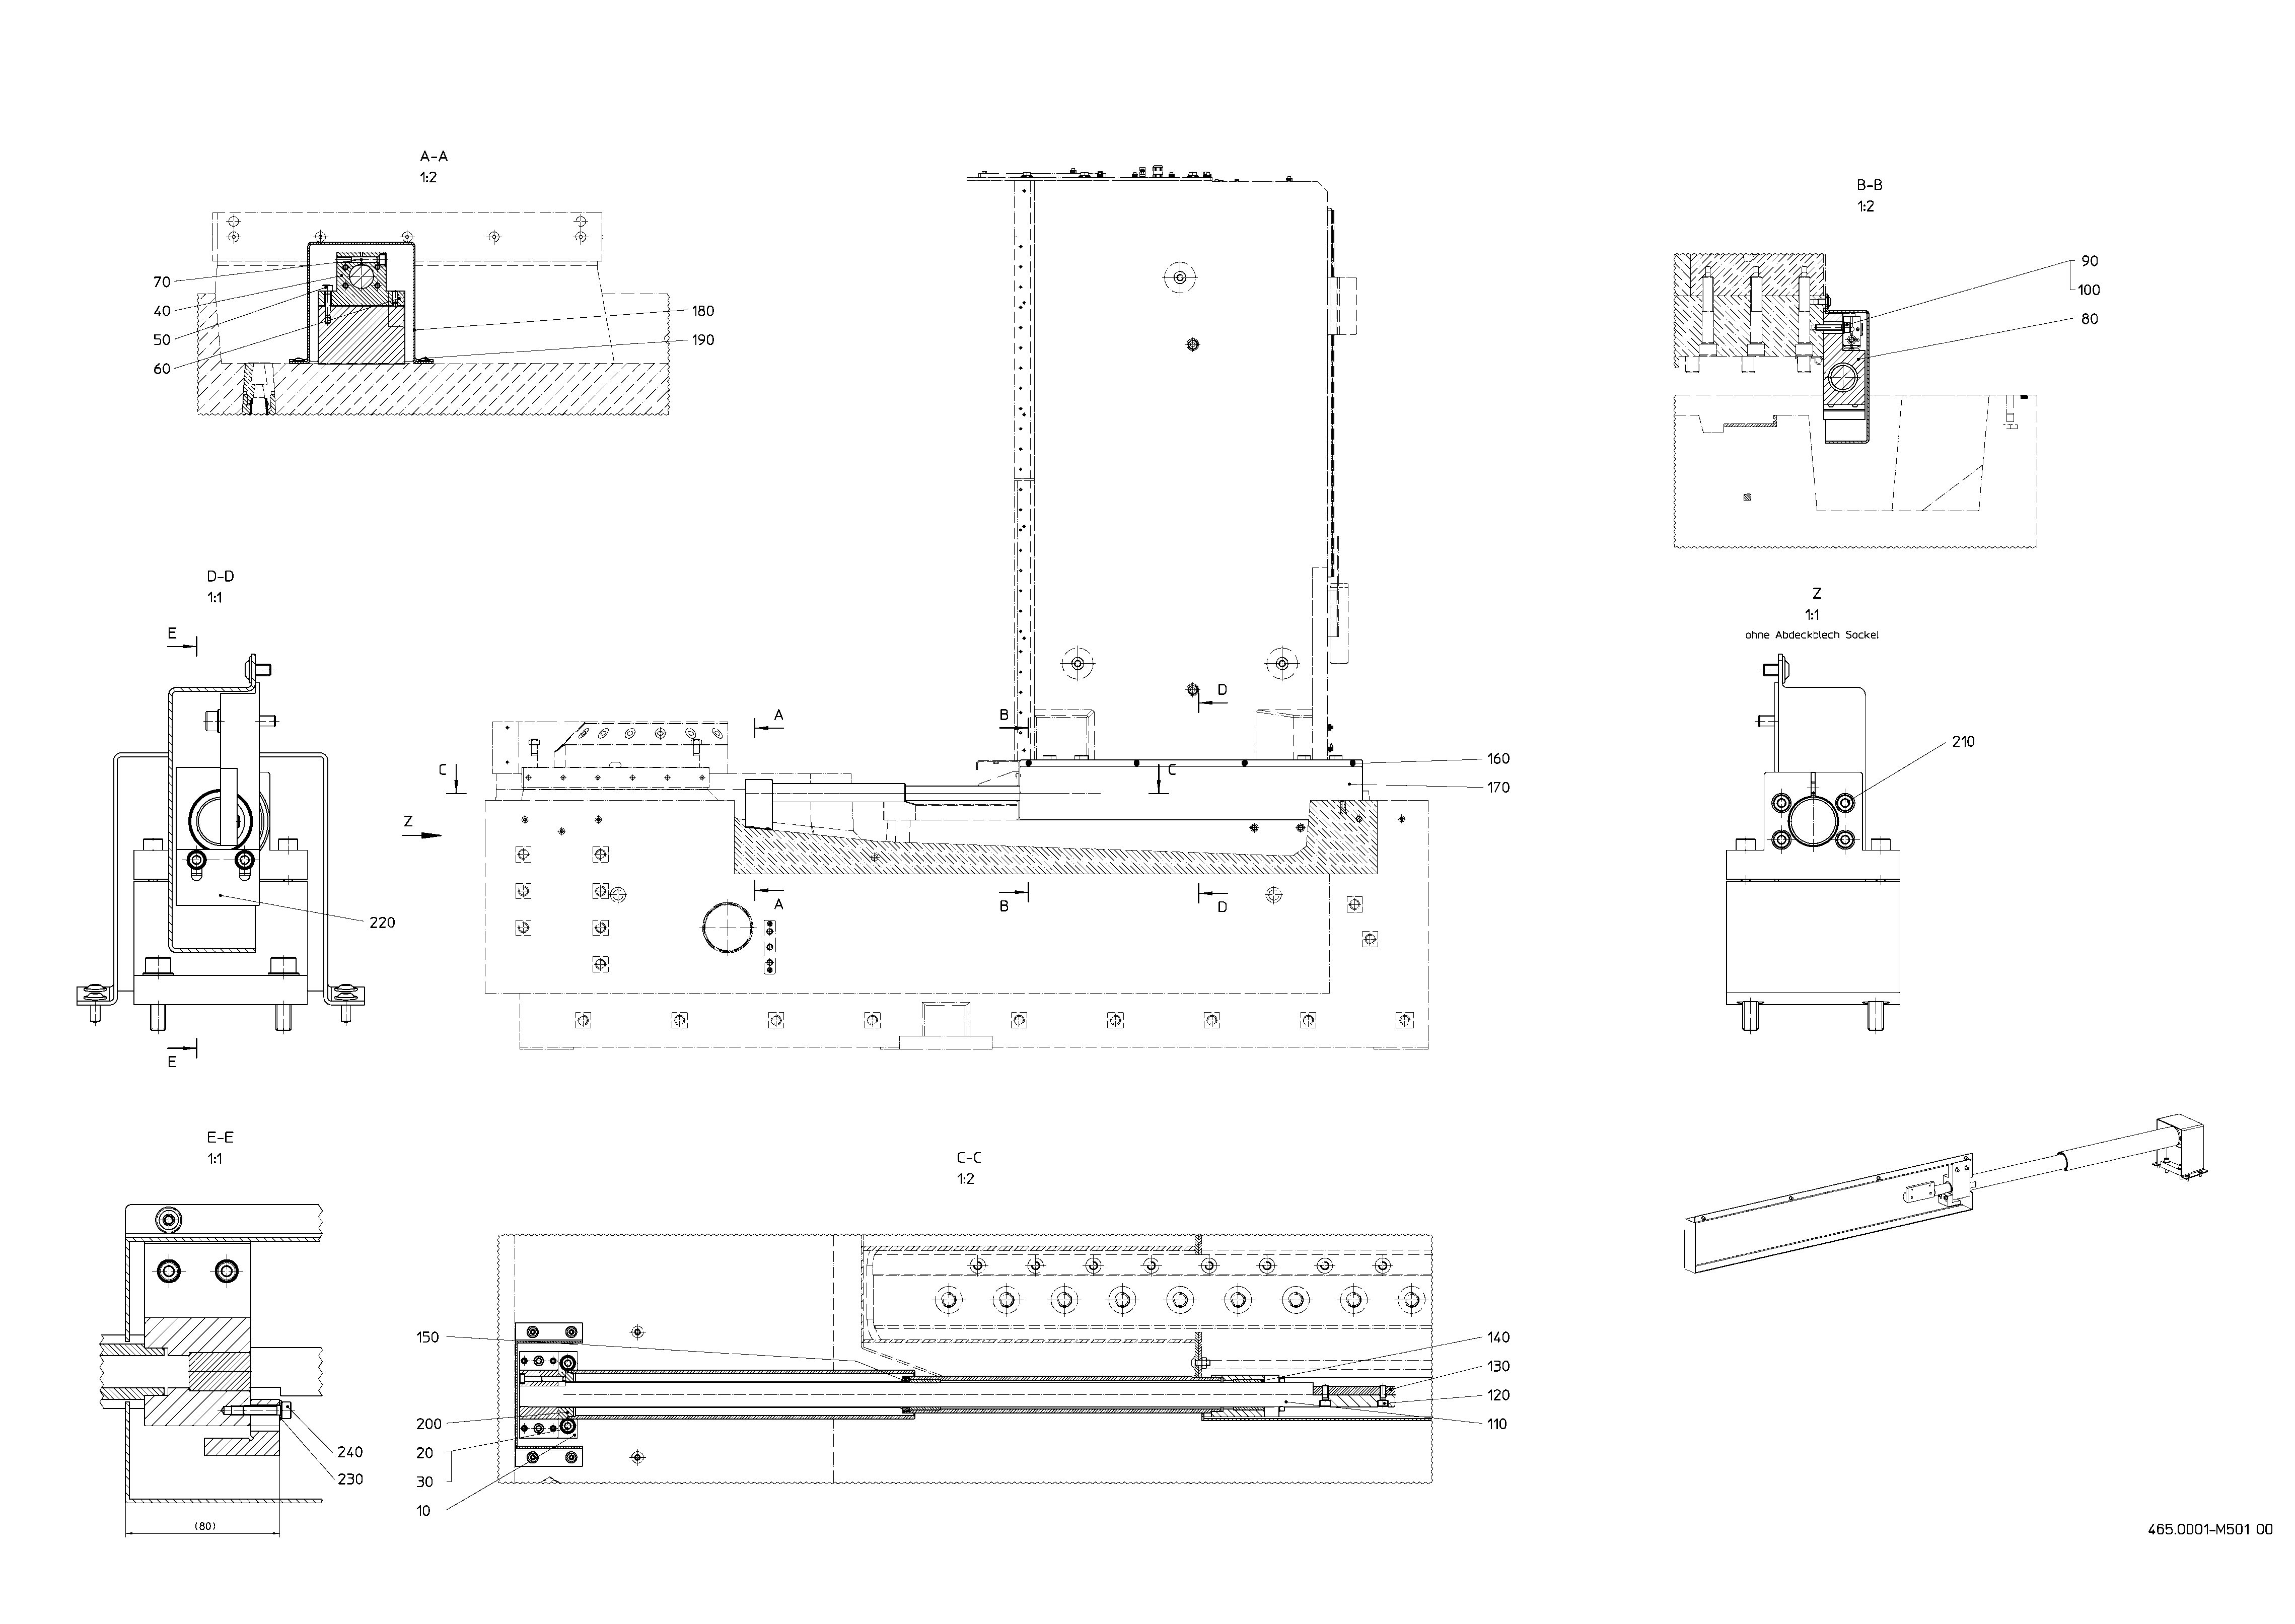 A-A
1:2
70
40
50
60
180
190
B-B
1:2
90
100
80
D-D
1:1
E
E
220
Z
1:1
ohne Abdeckblech Sockel
210
A
A
B
B
C
C
D
D
Z
160
170
E-E
1:1
240
230
(80)
C-C
1:2
150
200
20
30
10
140
130
120
110
465.0001-M501 00